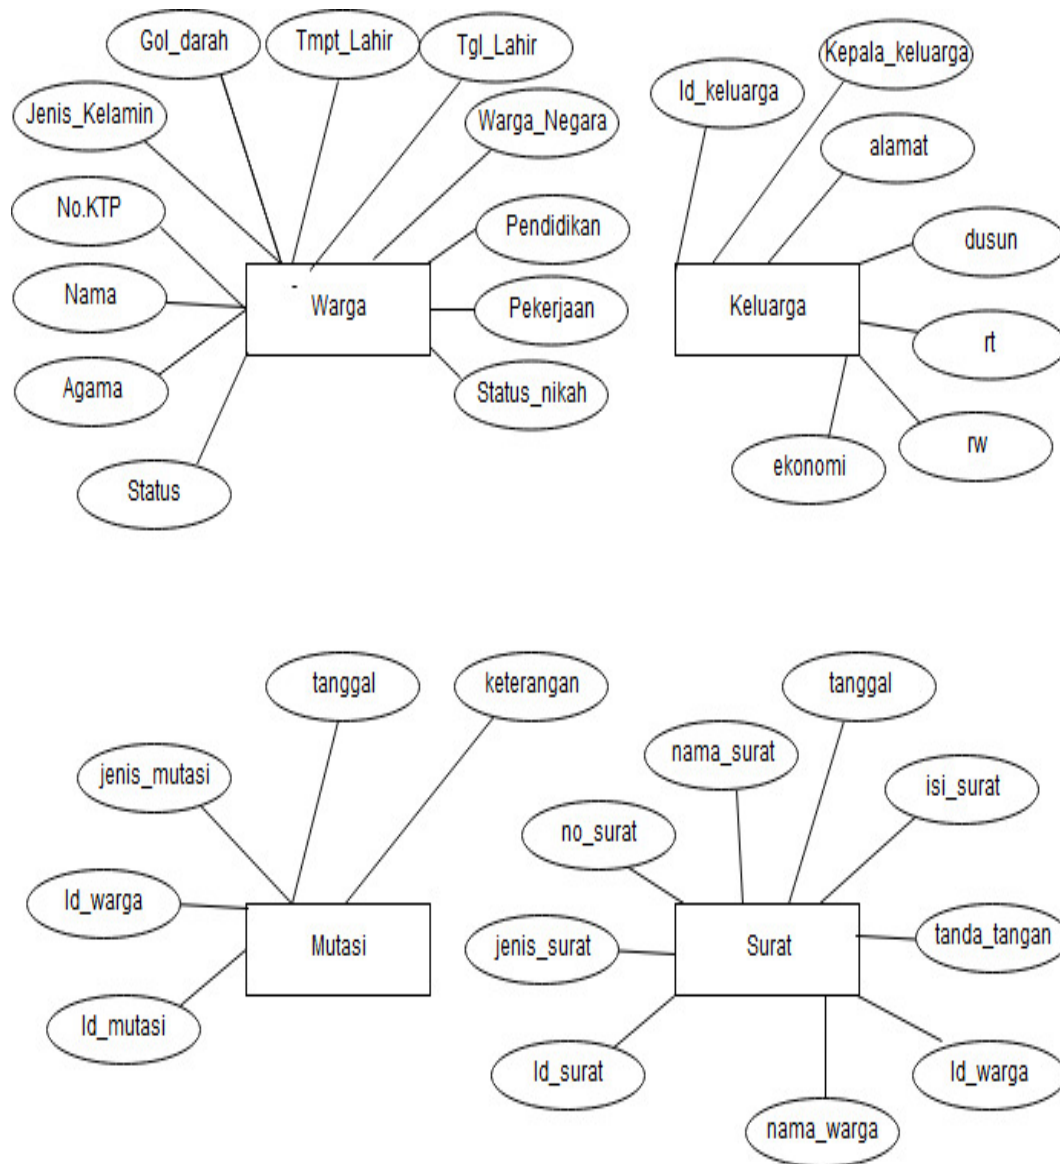 Gol_darah
Tmpt_Lahir
Tgl_Lahir
Jenis_Kelamin
Warga_Negara
No.KTP
Pendidikan
Nama
Warga
Pekerjaan
Agama
Status_nikah
Status
Kepala_keluarga
Id_keluarga
alamat
dusun
Keluarga
rt
rw
ekonomi
tanggal
keterangan
jenis_mutasi
Id_warga
Mutasi
Id_mutasi
tanggal
nama_surat
isi_surat
no_surat
jenis_surat
Surat
tanda_tangan
Id_surat
Id_warga
nama_warga